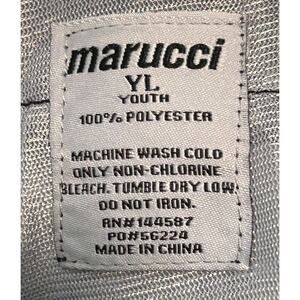 marucci
YL
YOUTH
100% POLYESTER
MACHINE WASH COLD
ONLY NON-CHLORINE
BLEACH. TUMBLE DRY LOW.
DO NOT IRON.
RN#144587
PO#56224
MADE IN CHINA